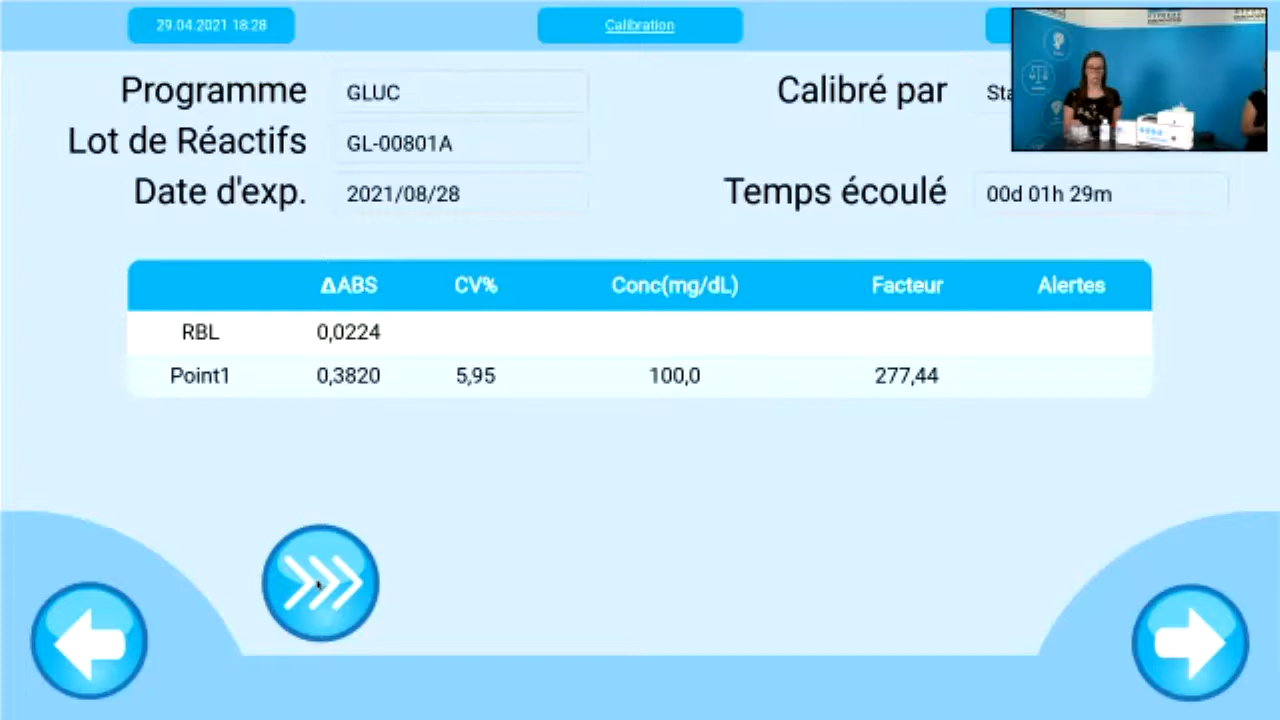 29.04.2021 18:28
Calibration
Programme GLUC
Calibré par
Lot de Réactifs GL-00801A
Date d'exp. 2021/08/28
Temps écoulé 00d 01h 29m
ΔABS CV% Conc(mg/dL) Facteur Alertes
RBL 0,0224
Point1 0,3820 5,95 100,0 277,44